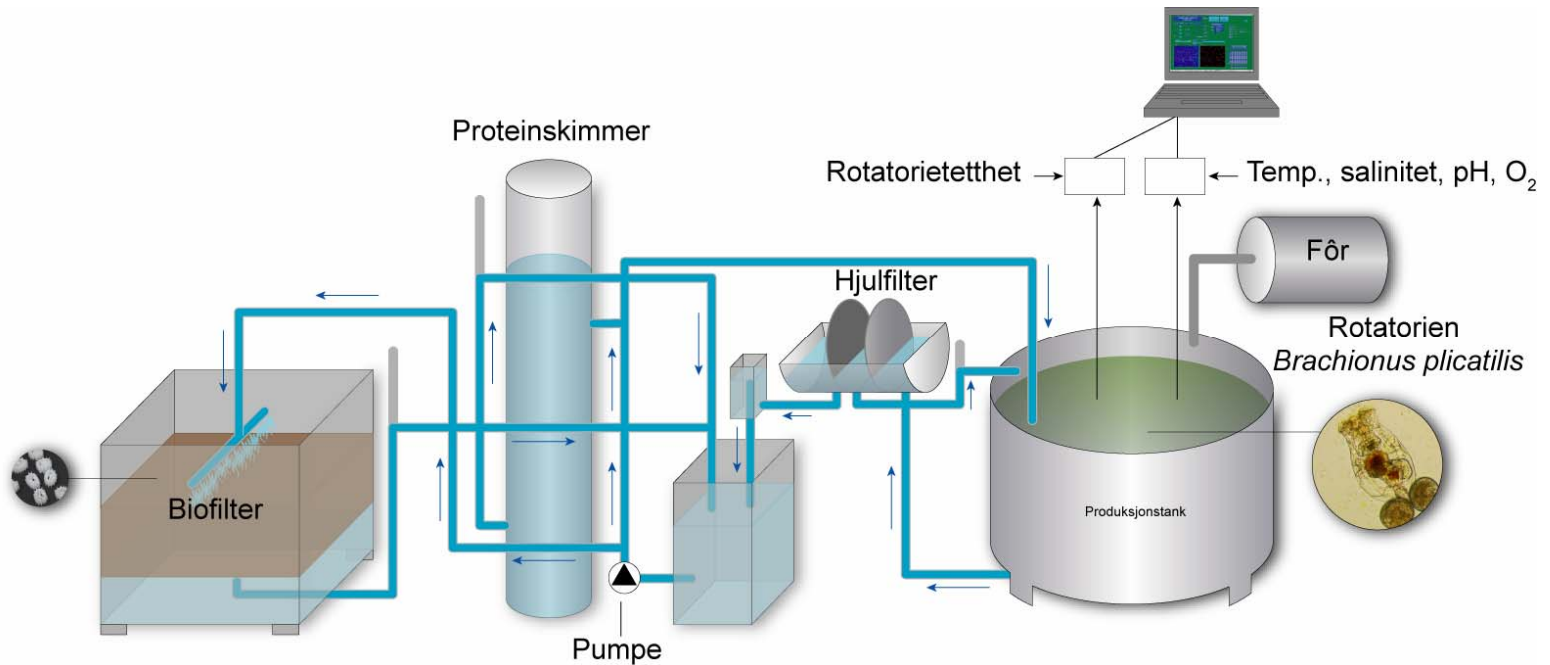 Proteinskimmer
Rotatorietetthet
Temp., salinitet, pH, O₂
Fôr
Hjulfilter
Rotatorien
Brachionus plicatilis
Biofilter
Produksjonstank
Pumpe